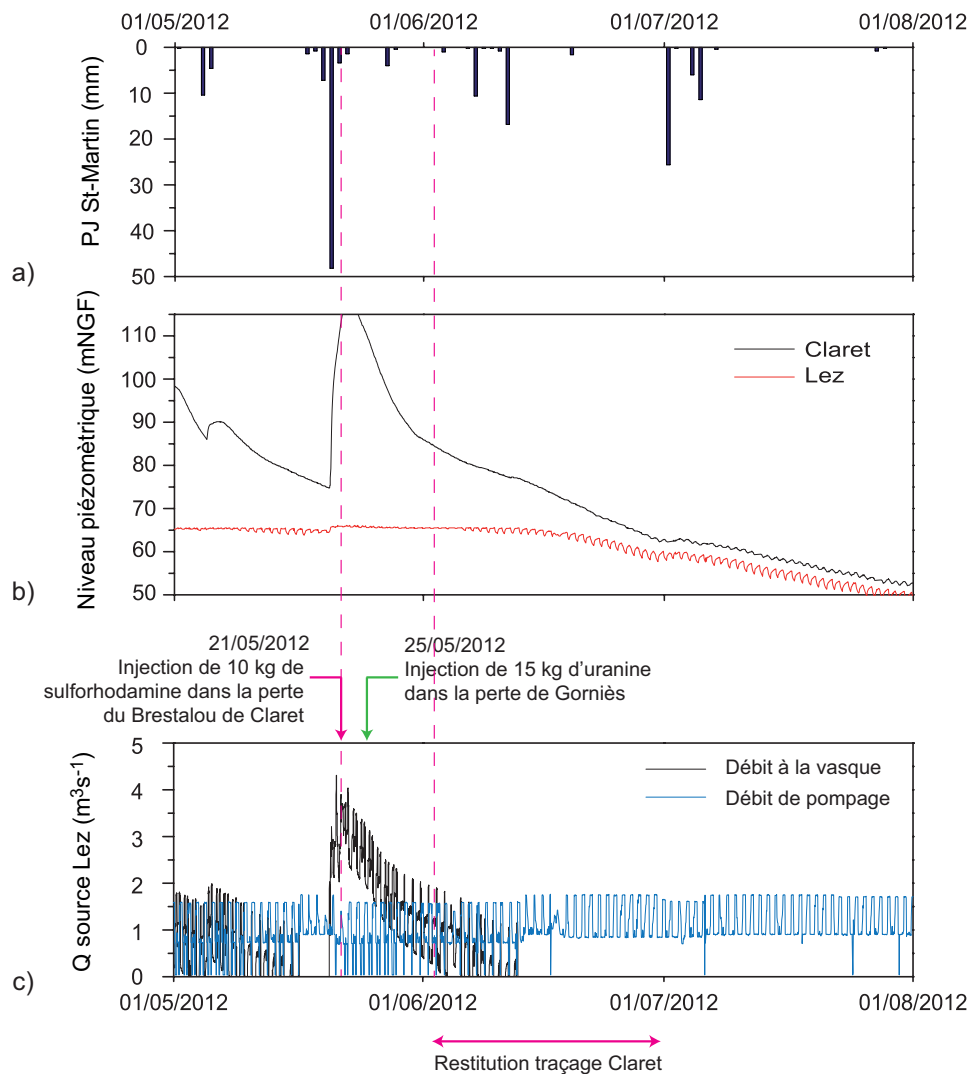 01/05/2012 01/06/2012 01/07/2012 01/08/2012
0
10
20
30
40
50
PJ St-Martin (mm)
a)
110
100
90
80
70
60
50
Niveau piézomètrique (mNGF)
Claret
Lez
b)
21/05/2012
Injection de 10 kg de
sulforhodamine dans la perte
du Brestalou de Claret
25/05/2012
Injection de 15 kg d'uranine
dans la perte de Gorniès
5
4
3
2
1
0
Q source Lez (m³s⁻¹)
Débit à la vasque
Débit de pompage
c)
01/05/2012 01/06/2012 01/07/2012 01/08/2012
Restitution traçage Claret